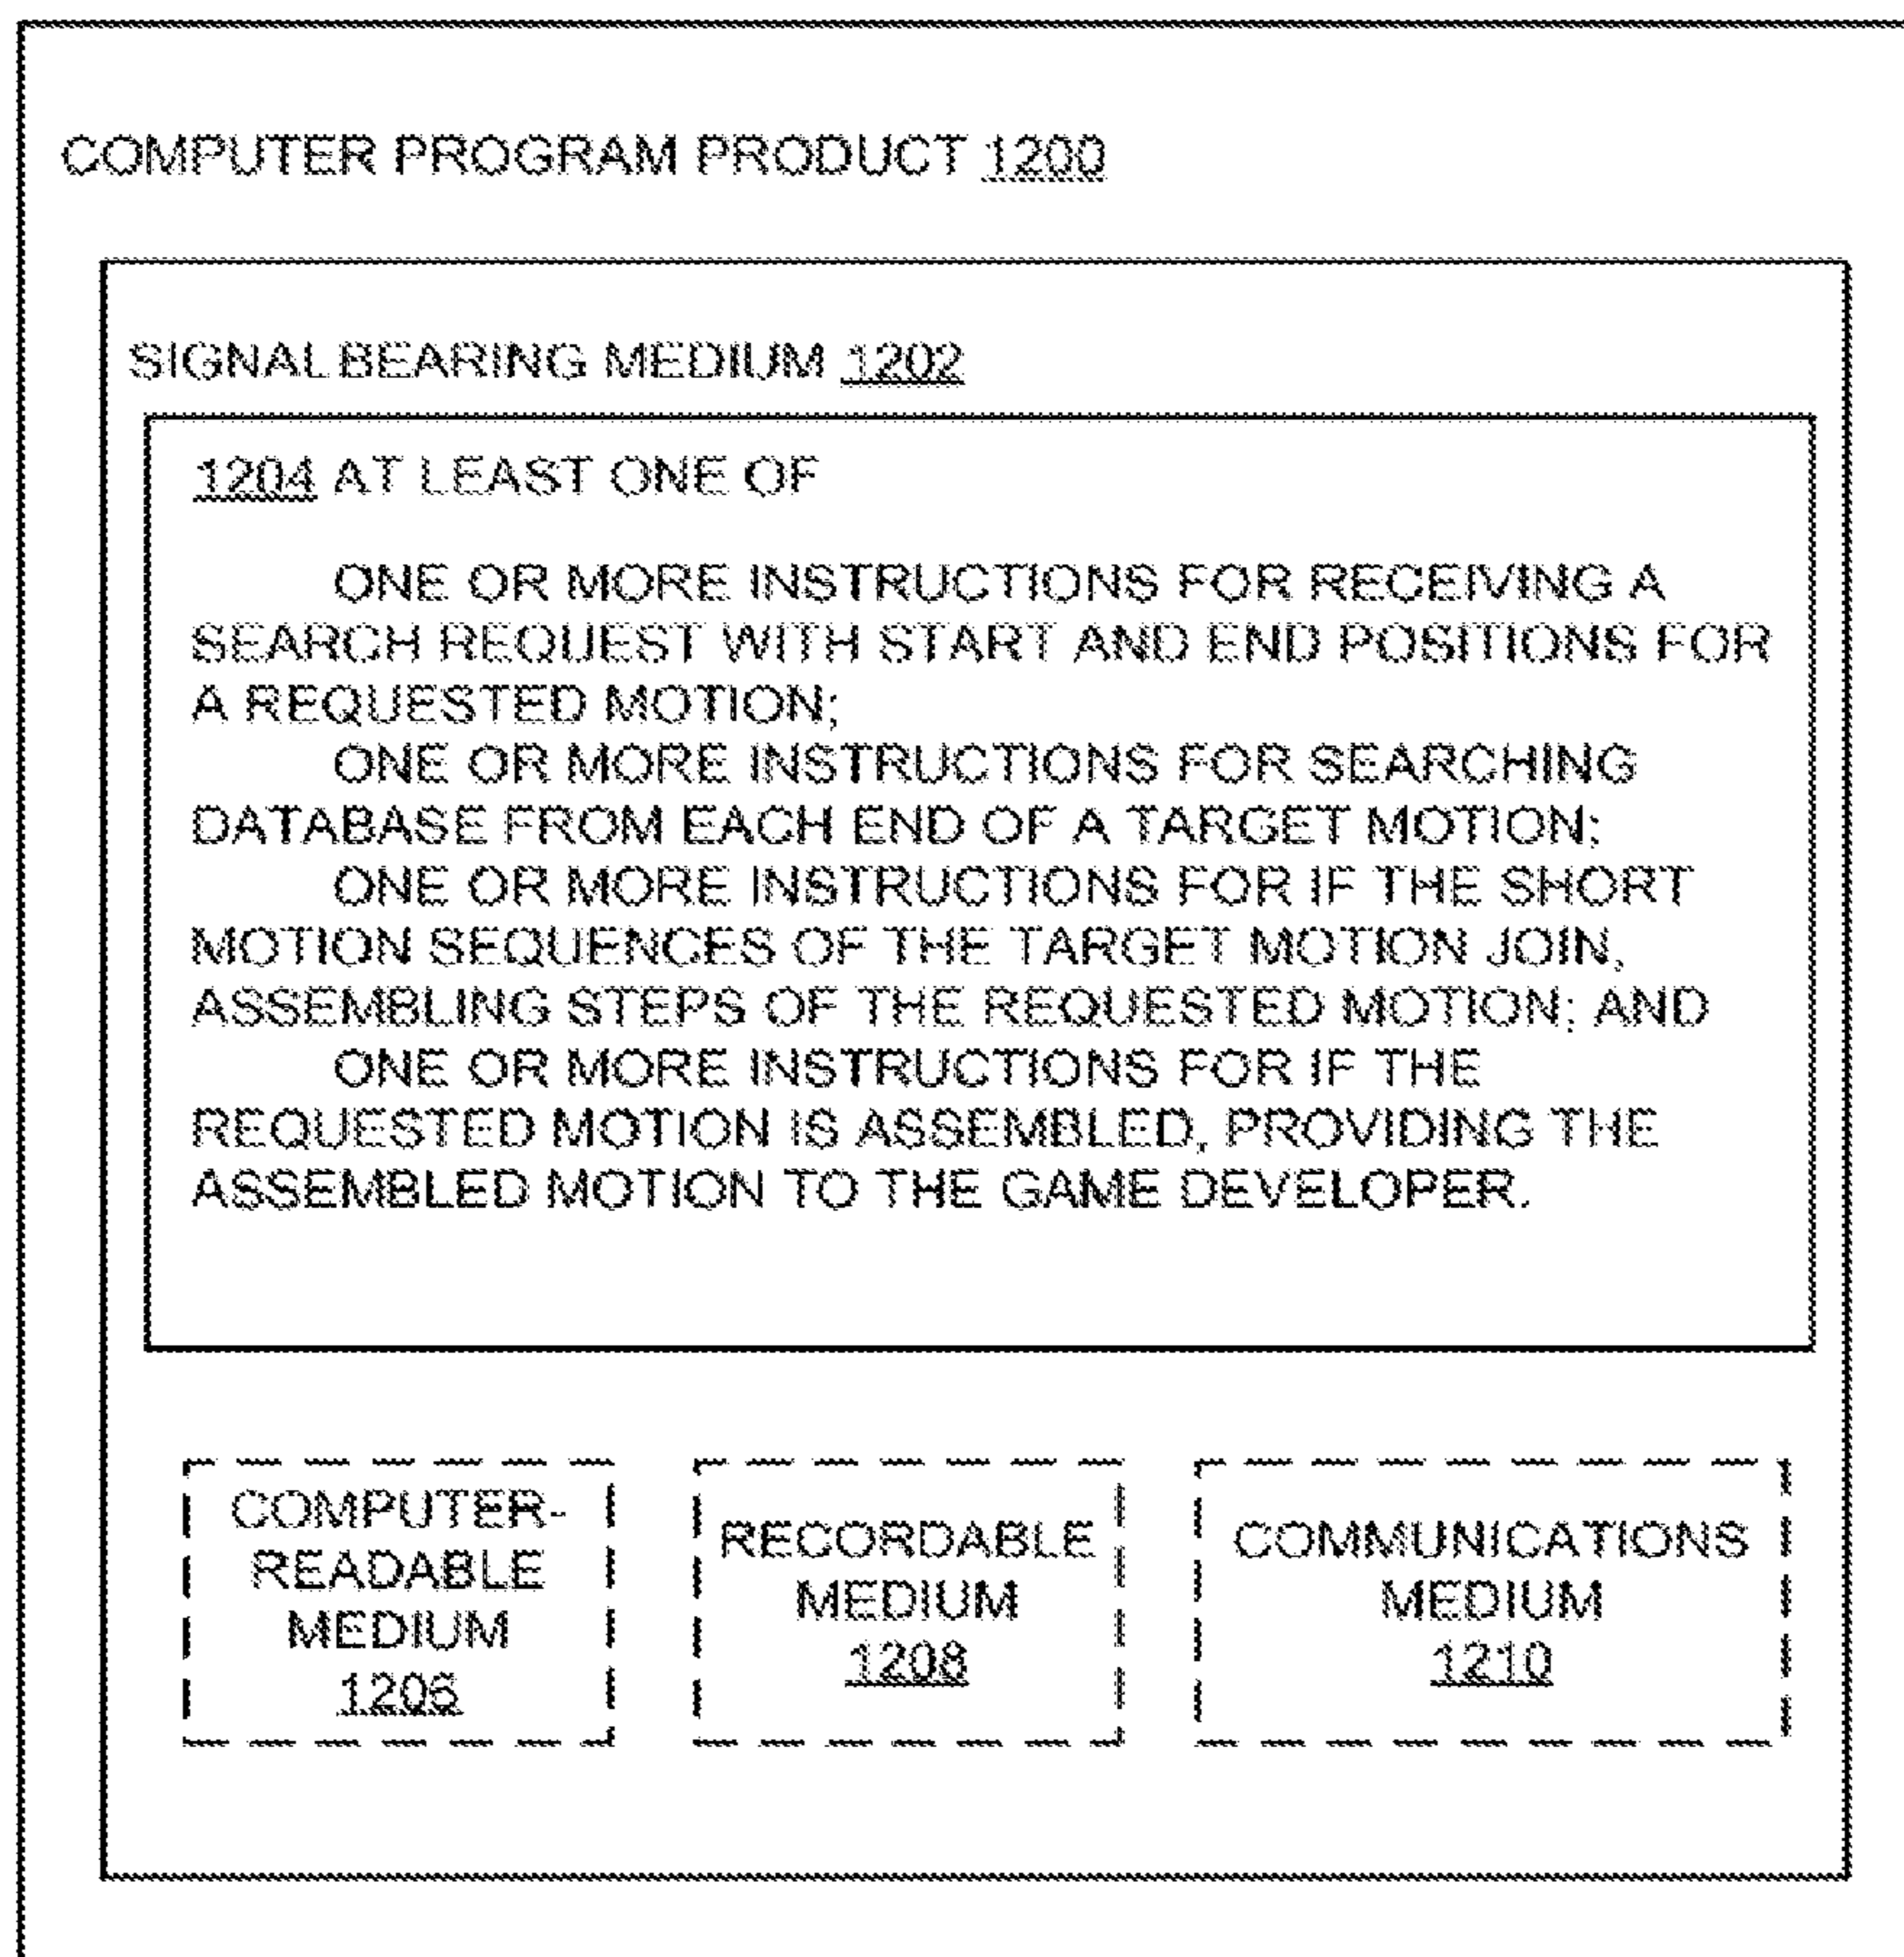 COMPUTER PROGRAM PRODUCT 1200
SIGNAL BEARING MEDIUM 1202
1204 AT LEAST ONE OF
ONE OR MORE INSTRUCTIONS FOR RECEIVING A
SEARCH REQUEST WITH START AND END POSITIONS FOR
A REQUESTED MOTION;
ONE OR MORE INSTRUCTIONS FOR SEARCHING
DATABASE FROM EACH END OF A TARGET MOTION;
ONE OR MORE INSTRUCTIONS FOR IF THE SHORT
MOTION SEQUENCES OF THE TARGET MOTION JOIN,
ASSEMBLING STEPS OF THE REQUESTED MOTION; AND
ONE OR MORE INSTRUCTIONS FOR IF THE
REQUESTED MOTION IS ASSEMBLED, PROVIDING THE
ASSEMBLED MOTION TO THE GAME DEVELOPER.
COMPUTER-
READABLE
MEDIUM
1206
RECORDABLE
MEDIUM
1208
COMMUNICATIONS
MEDIUM
1210